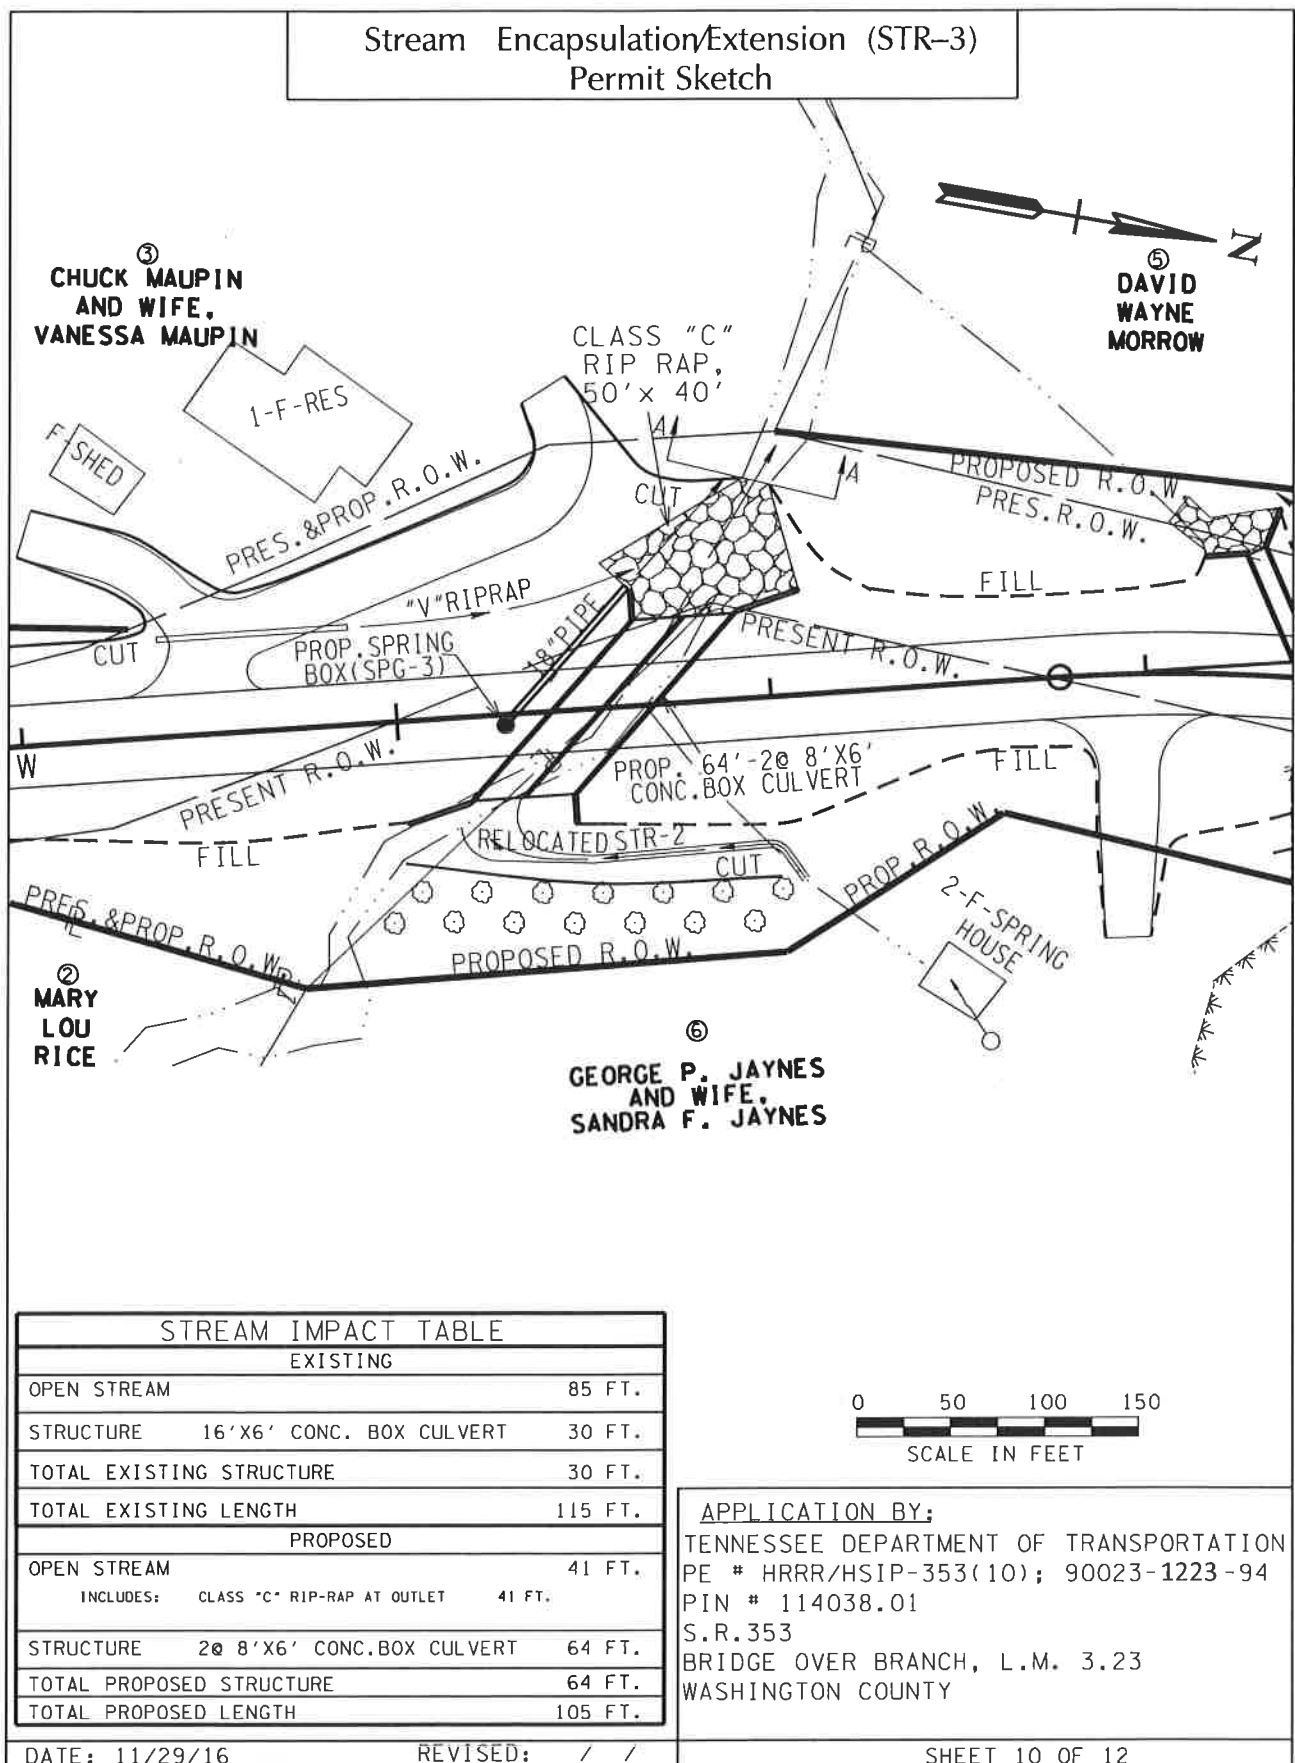 Stream Encapsulation/Extension (STR-3)
Permit Sketch
N
③
CHUCK MAUPIN
AND WIFE,
VANESSA MAUPIN
⑤
DAVID
WAYNE
MORROW
CLASS "C"
RIP RAP,
50'x 40'
1-F-RES
F-SHED
A
A
PRES.&PROP.R.O.W.
CUT
PROPOSED R.O.W.
PRES.R.O.W.
"V"RIPRAP
18"PIPE
FILL
CUT
PROP.SPRING
BOX(SPG-3)
PRESENT R.O.W.
W
PRESENT R.O.W.
PROP. 64'-2@ 8'X6'
CONC.BOX CULVERT
FILL
FILL
RELOCATED STR-2
CUT
PROP.R.O.W.
PRES.&PROP.R.O.W.
PROPOSED R.O.W.
2-F-SPRING
HOUSE
②
MARY
LOU
RICE
⑥
GEORGE P. JAYNES
AND WIFE,
SANDRA F. JAYNES
STREAM IMPACT TABLE
EXISTING
OPEN STREAM 85 FT.
STRUCTURE 16'X6' CONC. BOX CULVERT 30 FT.
TOTAL EXISTING STRUCTURE 30 FT.
TOTAL EXISTING LENGTH 115 FT.
PROPOSED
OPEN STREAM 41 FT.
INCLUDES: CLASS "C" RIP-RAP AT OUTLET 41 FT.
STRUCTURE 2@ 8'X6' CONC.BOX CULVERT 64 FT.
TOTAL PROPOSED STRUCTURE 64 FT.
TOTAL PROPOSED LENGTH 105 FT.
0 50 100 150
SCALE IN FEET
APPLICATION BY:
TENNESSEE DEPARTMENT OF TRANSPORTATION
PE # HRRR/HSIP-353(10); 90023-1223-94
PIN # 114038.01
S.R.353
BRIDGE OVER BRANCH, L.M. 3.23
WASHINGTON COUNTY
DATE: 11/29/16 REVISED: / /
SHEET 10 OF 12